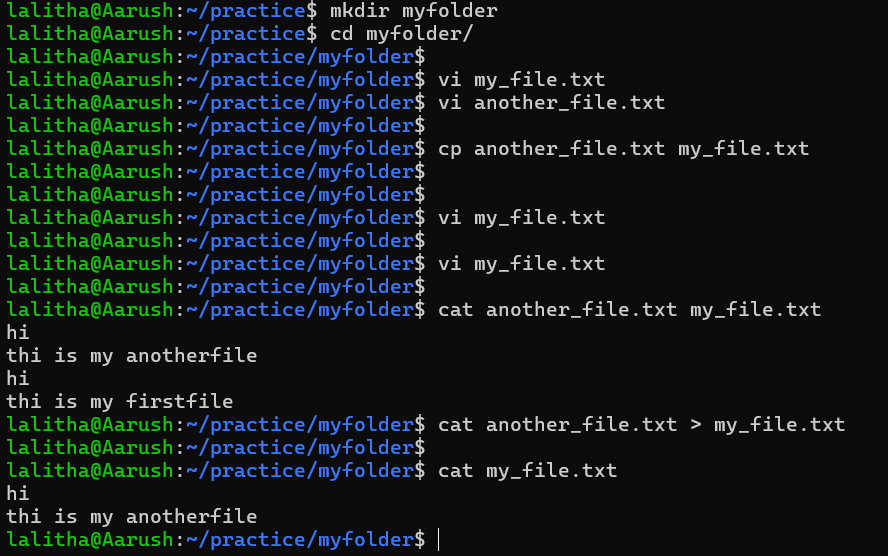 lalitha@Aarush:~/practice$ mkdir myfolder
lalitha@Aarush:~/practice$ cd myfolder/
lalitha@Aarush:~/practice/myfolder$
lalitha@Aarush:~/practice/myfolder$ vi my_file.txt
lalitha@Aarush:~/practice/myfolder$ vi another_file.txt
lalitha@Aarush:~/practice/myfolder$
lalitha@Aarush:~/practice/myfolder$ cp another_file.txt my_file.txt
lalitha@Aarush:~/practice/myfolder$
lalitha@Aarush:~/practice/myfolder$
lalitha@Aarush:~/practice/myfolder$ vi my_file.txt
lalitha@Aarush:~/practice/myfolder$
lalitha@Aarush:~/practice/myfolder$ vi my_file.txt
lalitha@Aarush:~/practice/myfolder$
lalitha@Aarush:~/practice/myfolder$ cat another_file.txt my_file.txt
hi
thi is my anotherfile
hi
thi is my firstfile
lalitha@Aarush:~/practice/myfolder$ cat another_file.txt > my_file.txt
lalitha@Aarush:~/practice/myfolder$
lalitha@Aarush:~/practice/myfolder$ cat my_file.txt
hi
thi is my anotherfile
lalitha@Aarush:~/practice/myfolder$